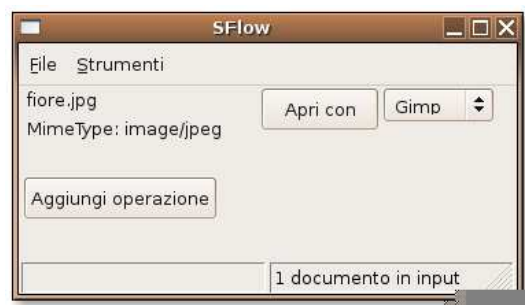 SFlow
File Strumenti
fiore.jpg
MimeType: image/jpeg
Apri con
Gimp
Aggiungi operazione
1 documento in input